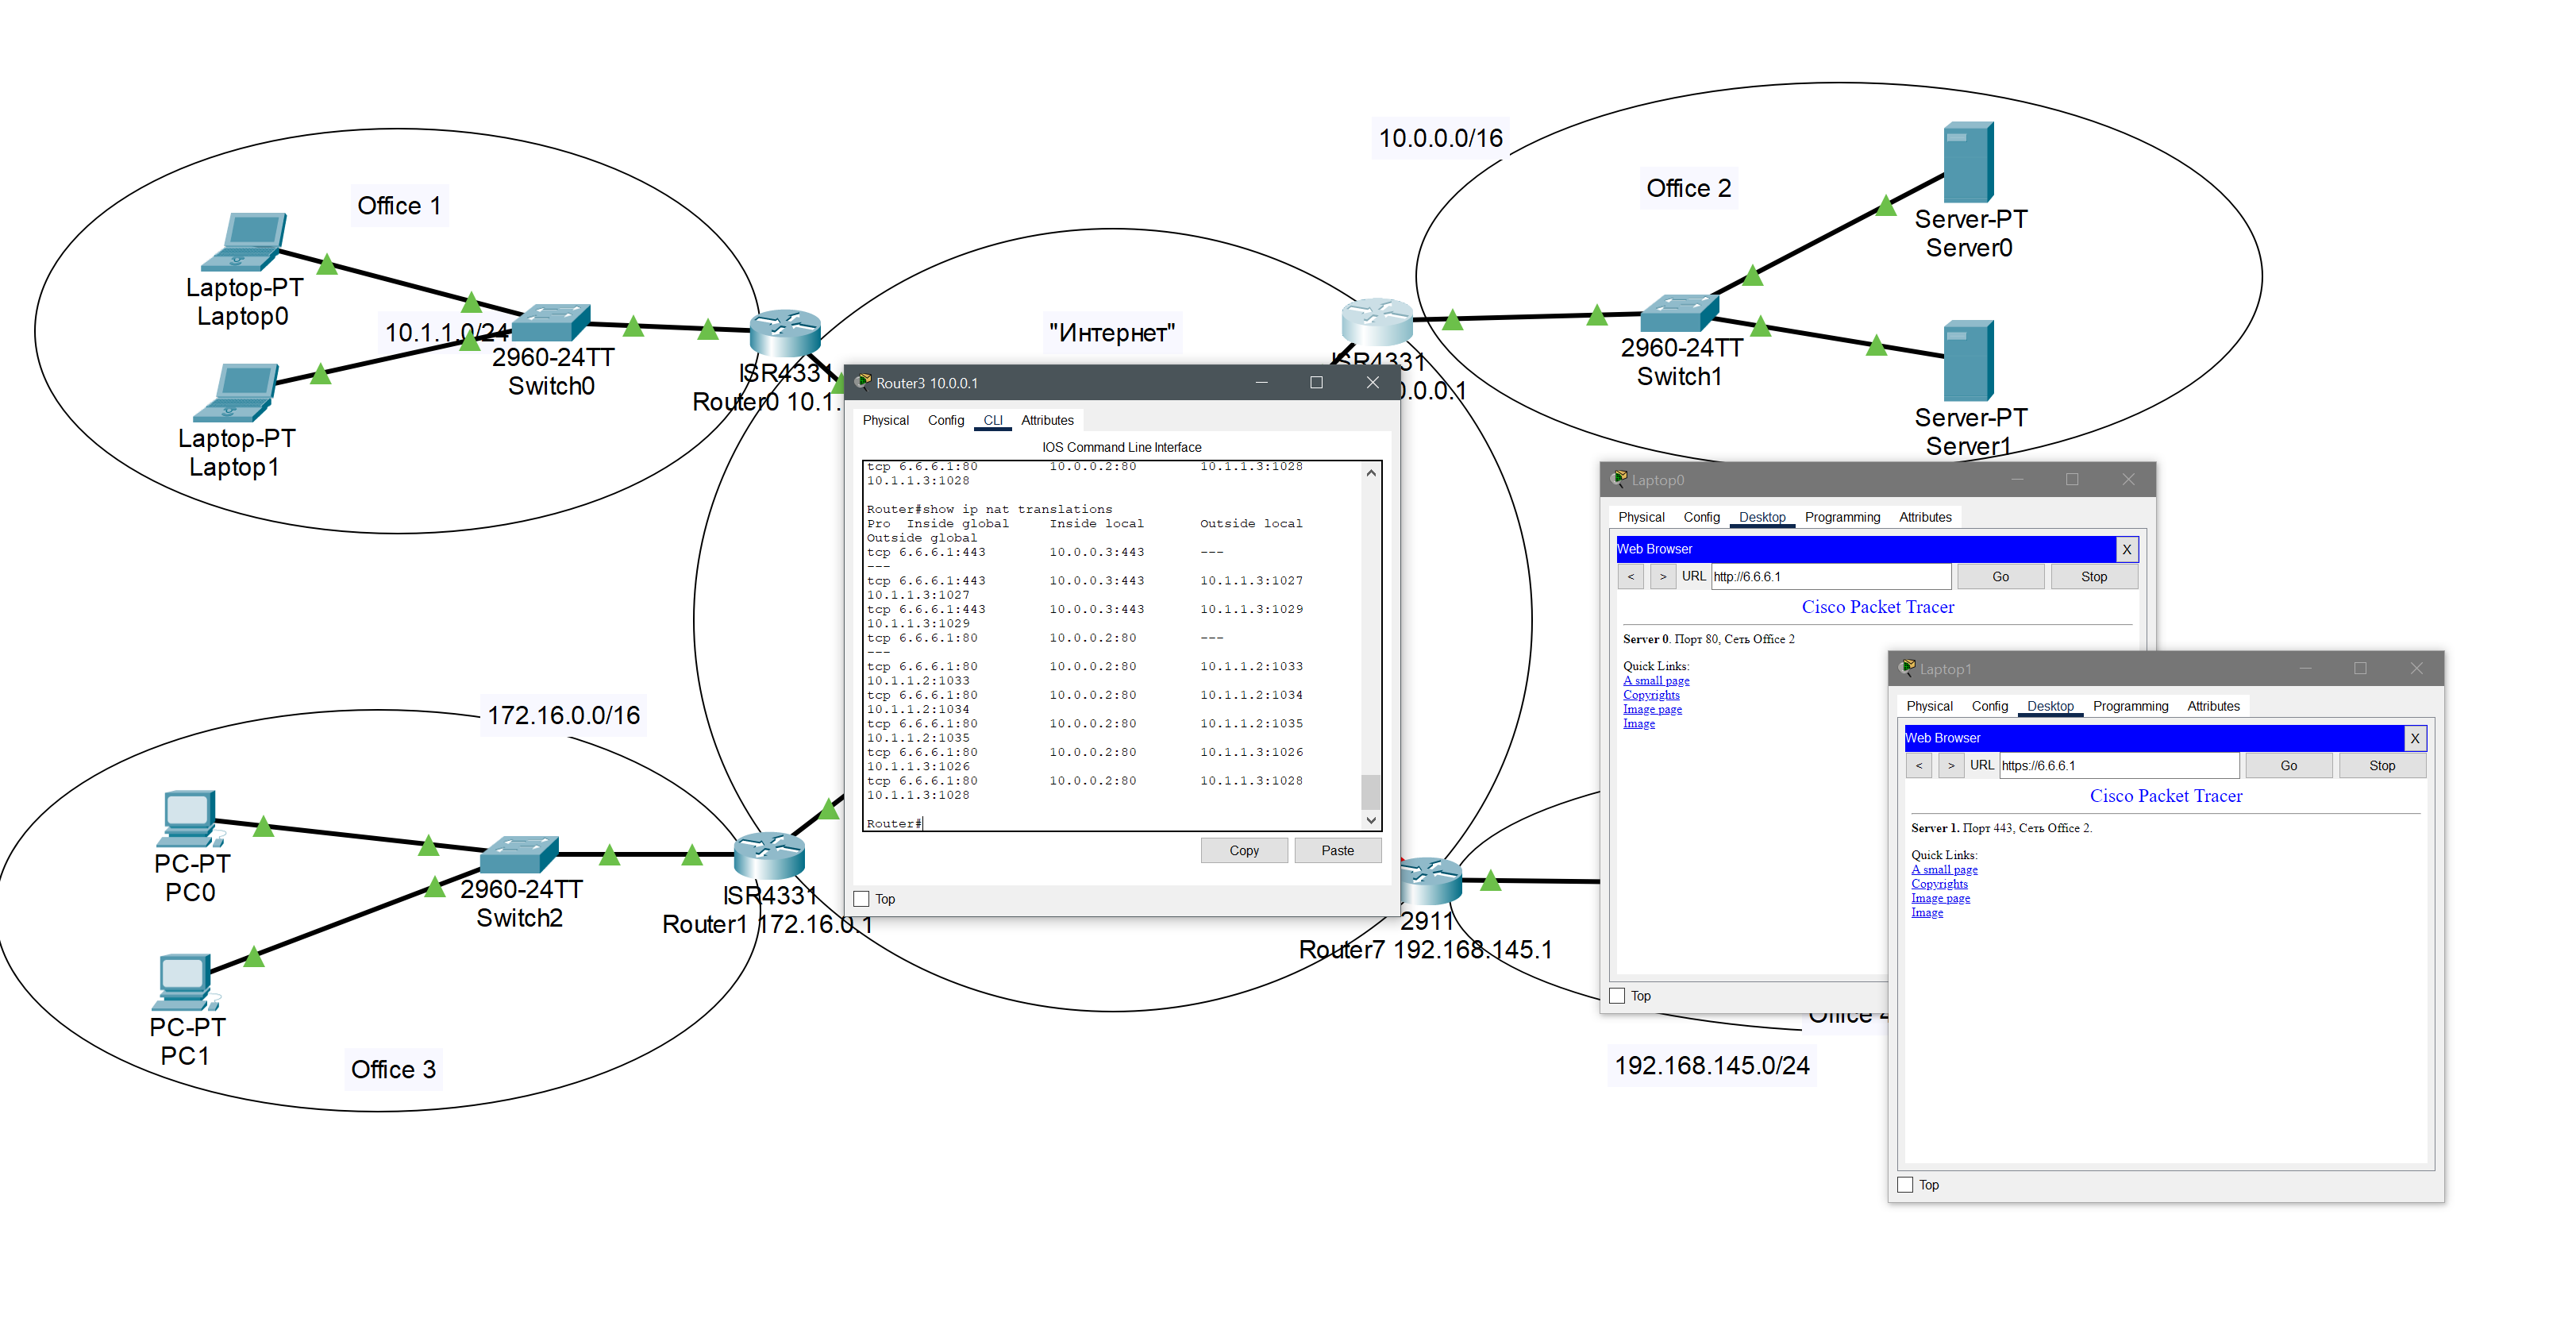 10.0.0.0/16
Office 1
Office 2
Server-PT
Server0
Laptop-PT
Laptop0
10.1.1.0/24
2960-24TT
Switch0
"Интернет"
2960-24TT
Switch1
ISR4331
Router0 10.1.
ISR4331
0.0.1
Server-PT
Server1
Laptop-PT
Laptop1
Router3 10.0.0.1
Physical Config CLI Attributes
IOS Command Line Interface
tcp 6.6.6.1:80 10.0.0.2:80 10.1.1.3:1028
10.1.1.3:1028
Router#show ip nat translations
Pro Inside global Inside local Outside local
Outside global
tcp 6.6.6.1:443 10.0.0.3:443 ---
---
tcp 6.6.6.1:443 10.0.0.3:443 10.1.1.3:1027
10.1.1.3:1027
tcp 6.6.6.1:443 10.0.0.3:443 10.1.1.3:1029
10.1.1.3:1029
tcp 6.6.6.1:80 10.0.0.2:80 ---
---
tcp 6.6.6.1:80 10.0.0.2:80 10.1.1.2:1033
10.1.1.2:1033
tcp 6.6.6.1:80 10.0.0.2:80 10.1.1.2:1034
10.1.1.2:1034
tcp 6.6.6.1:80 10.0.0.2:80 10.1.1.2:1035
10.1.1.2:1035
tcp 6.6.6.1:80 10.0.0.2:80 10.1.1.3:1026
10.1.1.3:1026
tcp 6.6.6.1:80 10.0.0.2:80 10.1.1.3:1028
10.1.1.3:1028
Router#
Copy Paste
Top
Laptop0
Physical Config Desktop Programming Attributes
Web Browser X
< > URL http://6.6.6.1 Go Stop
Cisco Packet Tracer
Server 0. Порт 80, Сеть Office 2
Quick Links:
A small page
Copyrights
Image page
Image
Top
Laptop1
Physical Config Desktop Programming Attributes
Web Browser X
< > URL https://6.6.6.1 Go Stop
Cisco Packet Tracer
Server 1. Порт 443, Сеть Office 2.
Quick Links:
A small page
Copyrights
Image page
Image
Top
172.16.0.0/16
PC-PT
PC0
2960-24TT
Switch2
ISR4331
Router1 172.16.0.1
2911
Router7 192.168.145.1
PC-PT
PC1
Office 3
Office 4
192.168.145.0/24